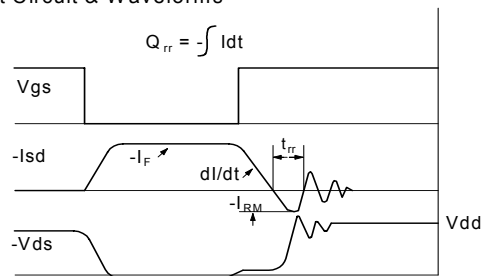 t Circuit & Waveforms
Q rr = -∫ Idt
Vgs
-Isd
-I F
dI/dt
t rr
-I RM
-Vds
Vdd